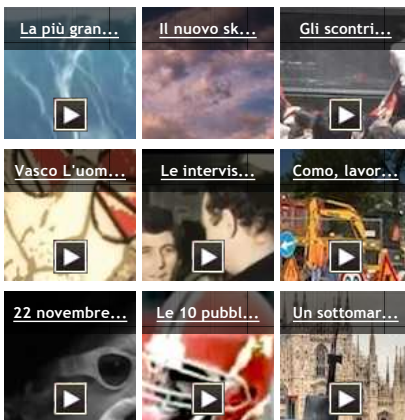 La più gran...
Il nuovo sk...
Gli scontri...
Vasco L'uom...
Le intervis...
Como, lavor...
22 novembre...
Le 10 pubbl...
Un sottomar...